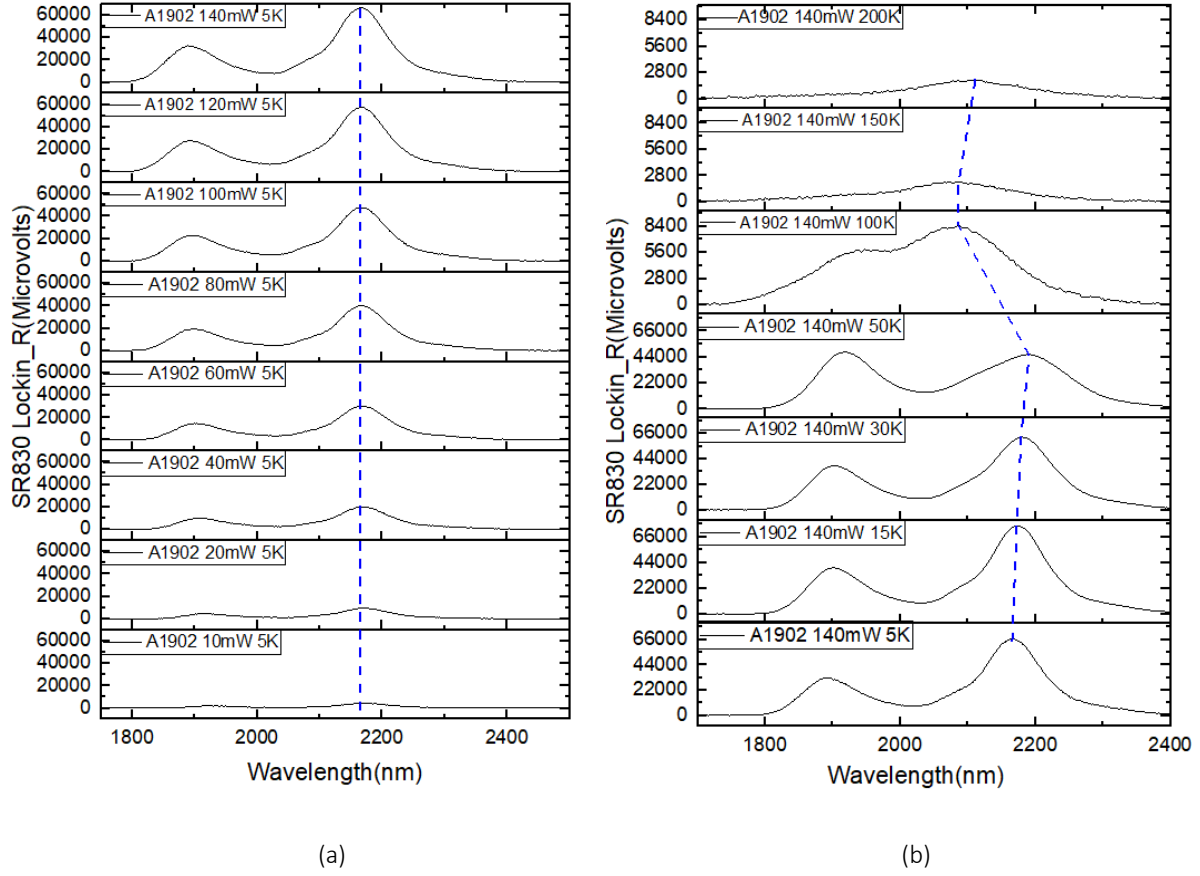 A1902 140mW 5K
60000
40000
20000
0
A1902 120mW 5K
60000
40000
20000
0
A1902 100mW 5K
60000
40000
20000
0
A1902 80mW 5K
60000
40000
20000
0
A1902 60mW 5K
60000
40000
20000
0
A1902 40mW 5K
60000
40000
20000
0
A1902 20mW 5K
60000
40000
20000
0
A1902 10mW 5K
60000
40000
20000
0
SR830 Lockin_R(Microvolts)
1800 2000 2200 2400
Wavelength(nm)
(a)
A1902 140mW 200K
8400
5600
2800
0
A1902 140mW 150K
8400
5600
2800
0
A1902 140mW 100K
8400
5600
2800
0
A1902 140mW 50K
66000
44000
22000
0
A1902 140mW 30K
66000
44000
22000
0
A1902 140mW 15K
66000
44000
22000
0
A1902 140mW 5K
66000
44000
22000
0
SR830 Lockin_R(Microvolts)
1800 2000 2200 2400
Wavelength(nm)
(b)